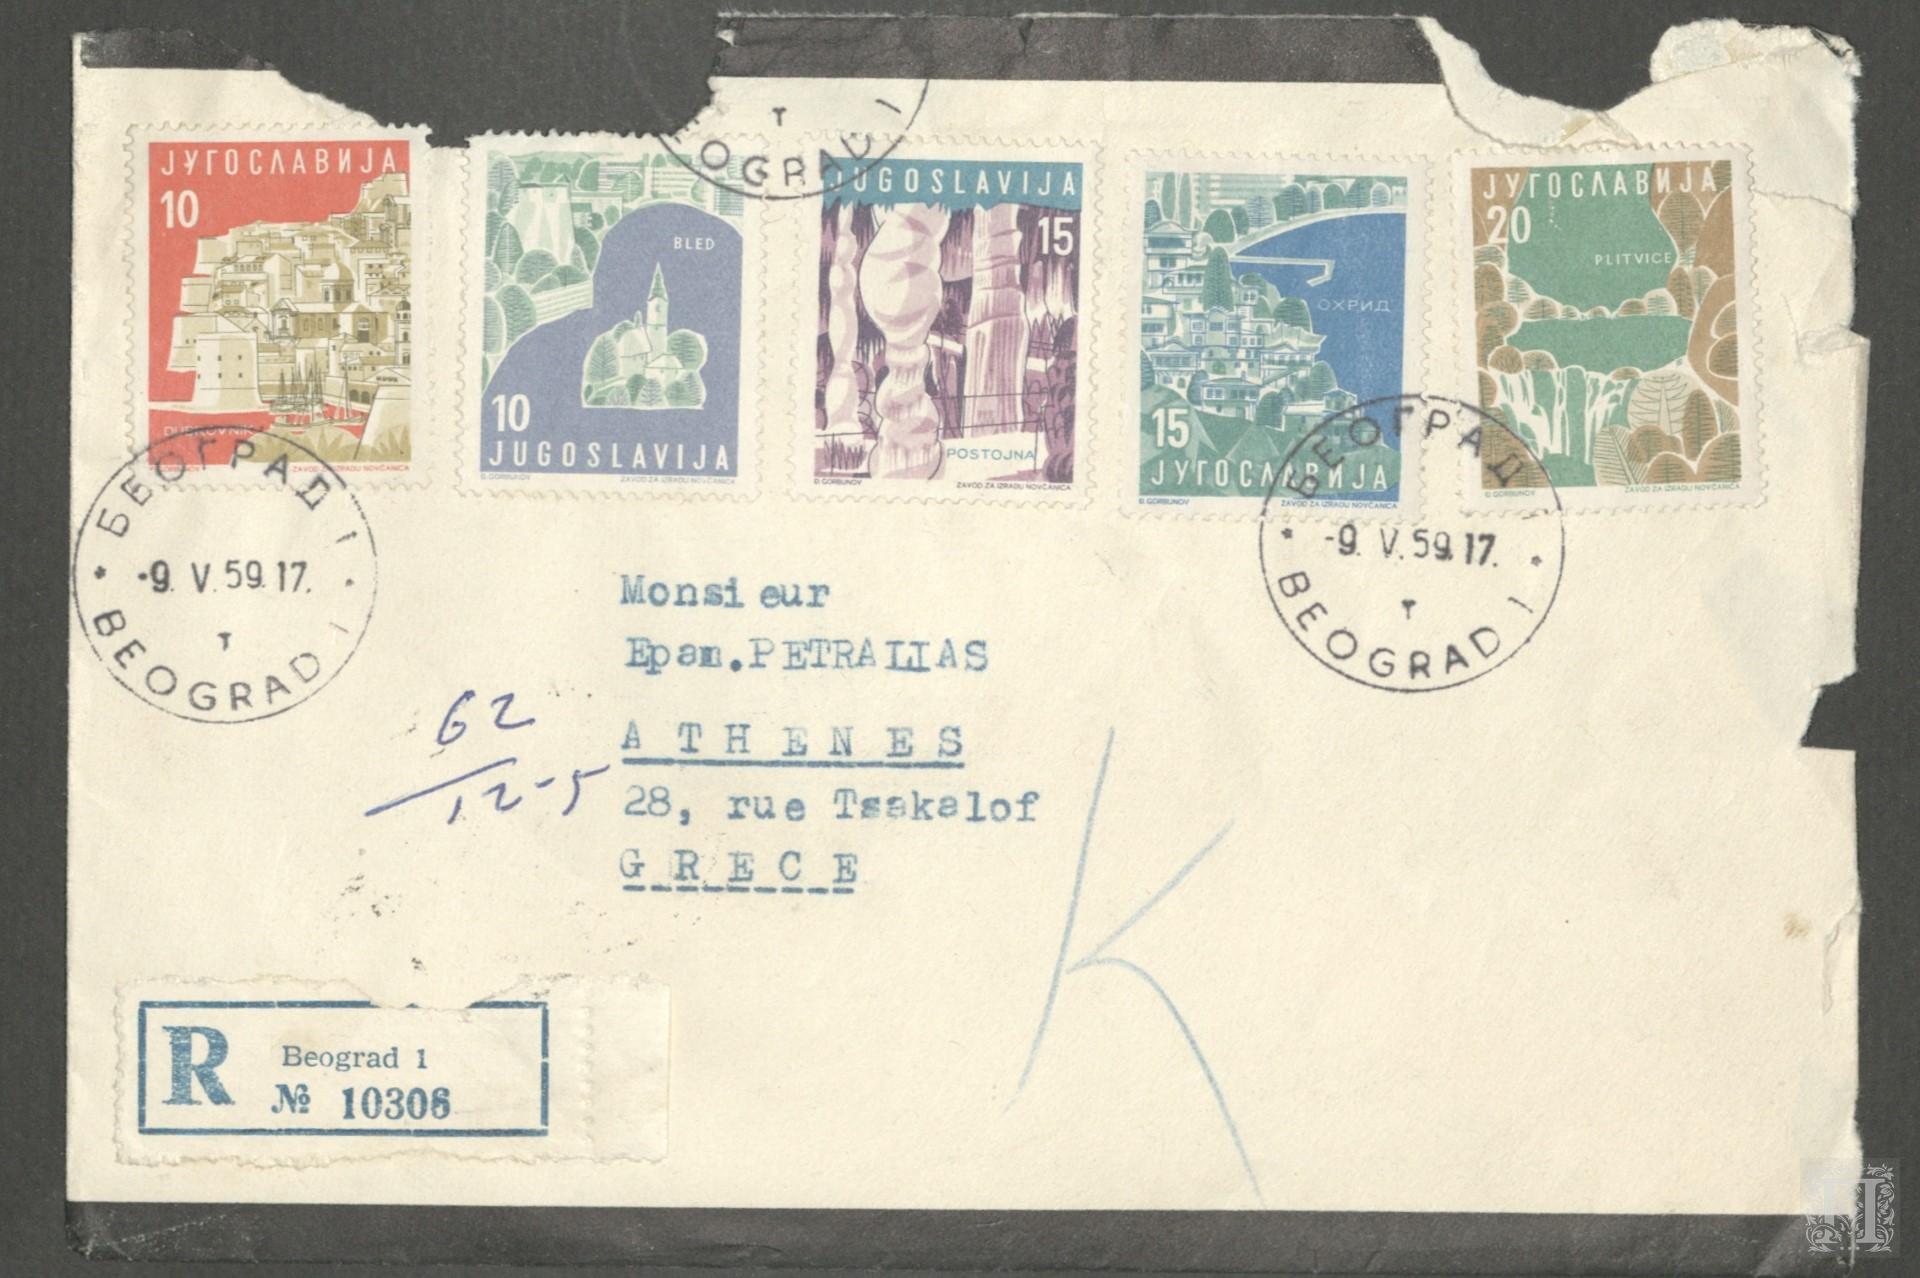 ЈУГОСЛАВИЈА
10
DUBROVNIK
ZAVOD ZA IZRADU NOVČANICA
BLED
10
JUGOSLAVIJA
D. GORBUNOV ZAVOD ZA IZRADU NOVČANICA
JUGOSLAVIJA
15
POSTOJNA
D. GORBUNOV ZAVOD ZA IZRADU NOVČANICA
ОХРИД
15
ЈУГОСЛАВИЈА
D. GORBUNOV ZAVOD ZA IZRADU NOVČANICA
ЈУГОСЛАВИЈА
20
PLITVICE
D. GORBUNOV ZAVOD ZA IZRADU NOVČANICA
T
BEOGRAD 1
БЕОГРАД 1
-9. V. 59. 17.
T
BEOGRAD 1
БЕОГРАД 1
-9. V. 59. 17.
T
BEOGRAD 1
Monsieur
Epam.PETRALIAS
A T H E N E S
28, rue Tsakalof
G R E C E
62
12-5
K
R Beograd 1
№ 10306